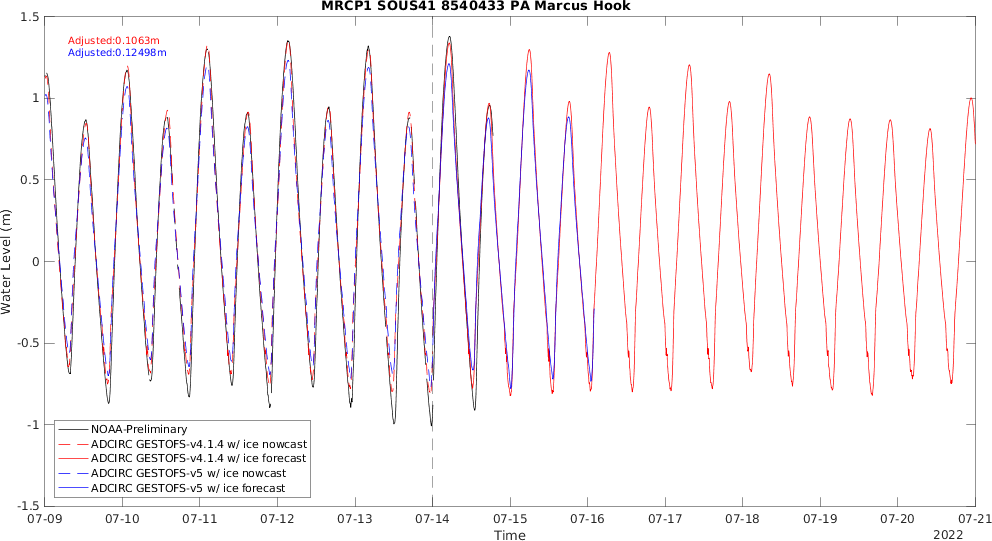 MRCP1 SOUS41 8540433 PA Marcus Hook
Adjusted:0.1063m
Adjusted:0.12498m
Water Level (m)
1.5
1
0.5
0
-0.5
-1
-1.5
NOAA-Preliminary
ADCIRC GESTOFS-v4.1.4 w/ ice nowcast
ADCIRC GESTOFS-v4.1.4 w/ ice forecast
ADCIRC GESTOFS-v5 w/ ice nowcast
ADCIRC GESTOFS-v5 w/ ice forecast
07-09 07-10 07-11 07-12 07-13 07-14 07-15 07-16 07-17 07-18 07-19 07-20 07-21
Time
2022